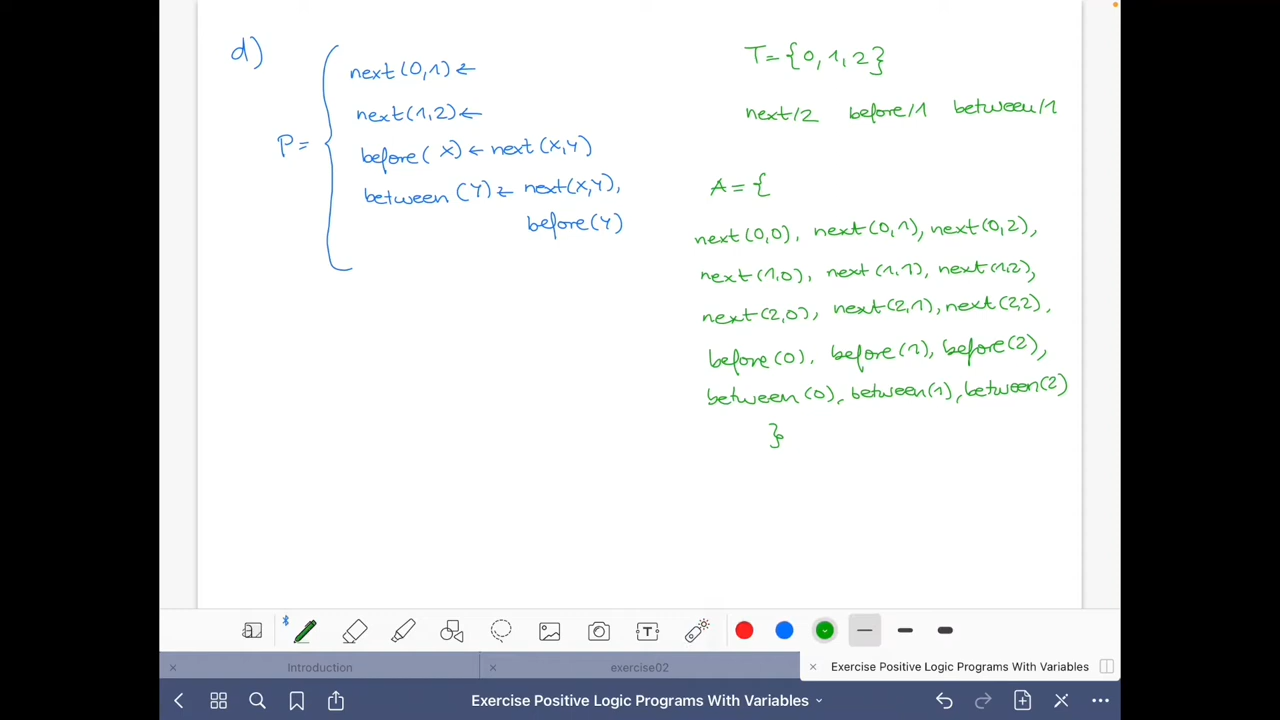 d)
P =
next(0,1) ←
next(1,2) ←
before( X) ← next(X,Y)
between (Y) ← next(X,Y),
before(Y)
T = {0, 1, 2}
next/2 before/1 between/1
A = {
next(0,0), next(0,1), next(0,2),
next(1,0), next(1,1), next(1,2),
next(2,0), next(2,1), next(2,2),
before(0), before(1), before(2),
between(0), between(1), between(2)
}
Introduction
exercise02
Exercise Positive Logic Programs With Variables
Exercise Positive Logic Programs With Variables